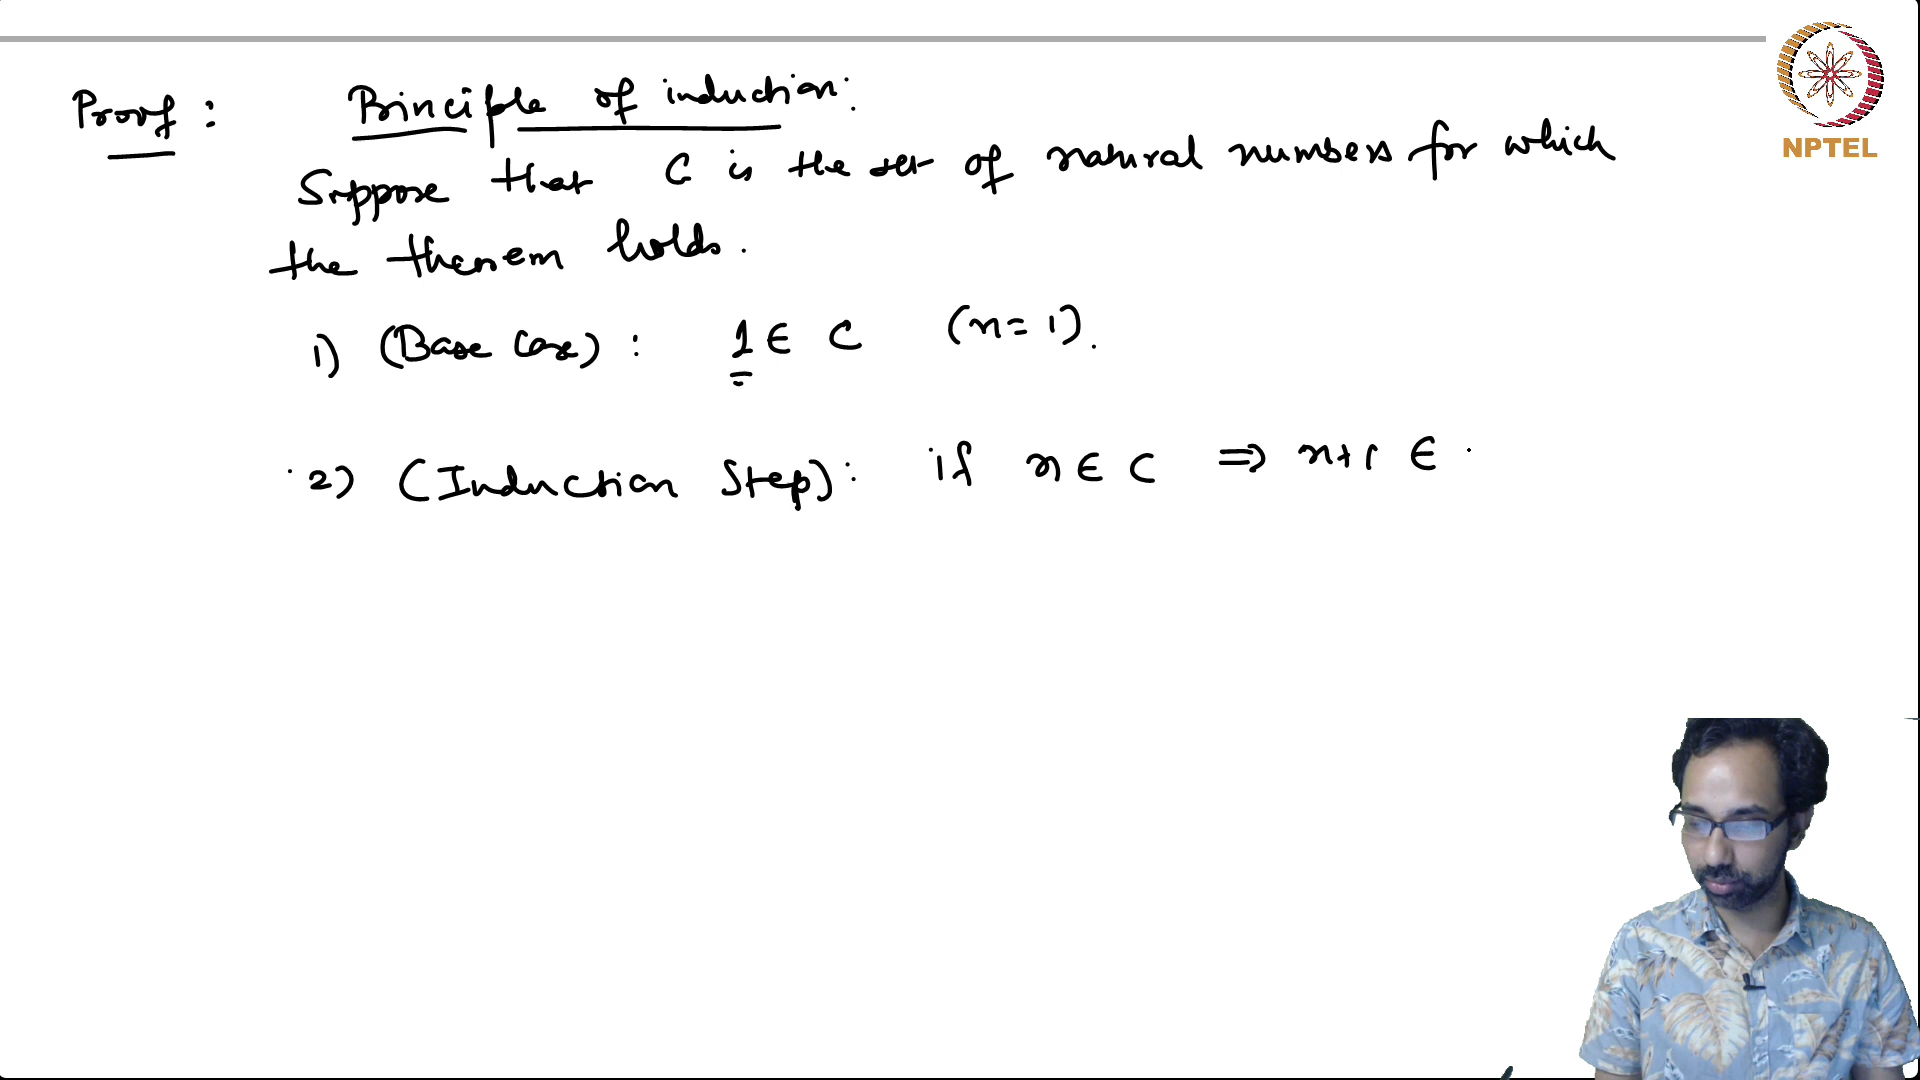 Proof : Principle of induction:
Suppose that C is the set of natural numbers for which
the theorem holds.
1) (Base Case) : 1 ∈ C (n = 1).
2) (Induction Step) : if n ∈ C ⇒ n+1 ∈
NPTEL